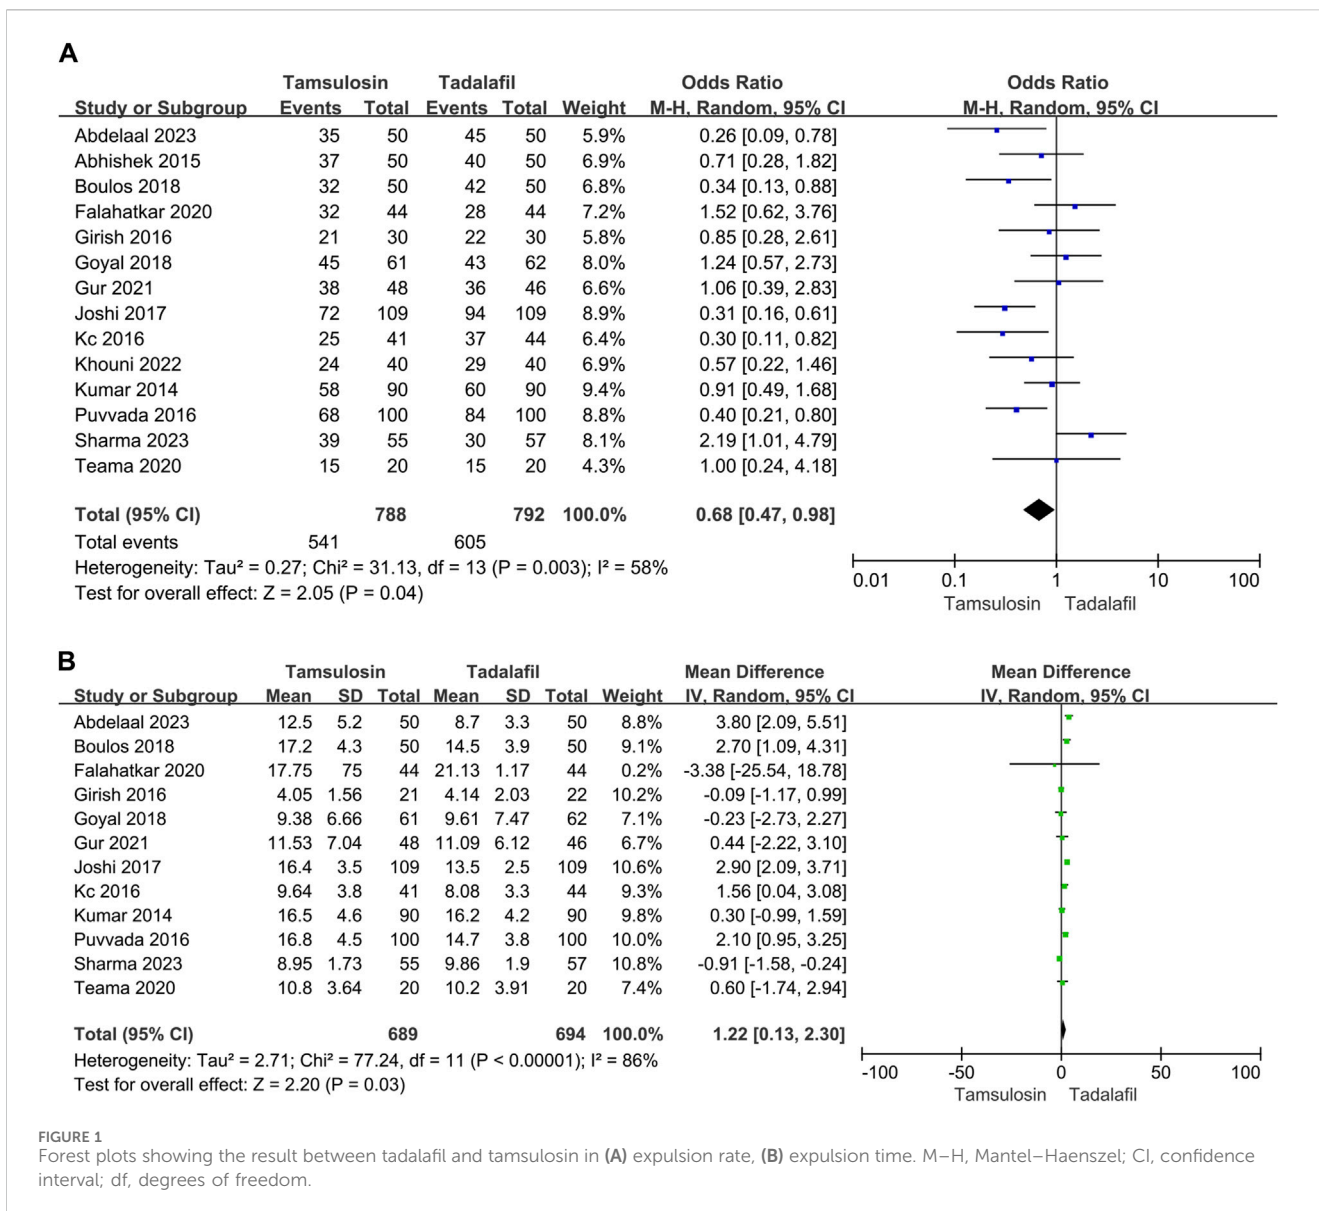 A
Tamsulosin Tadalafil Odds Ratio Odds Ratio
Study or Subgroup Events Total Events Total Weight M-H, Random, 95% CI M-H, Random, 95% CI
Abdelaal 2023 35 50 45 50 5.9% 0.26 [0.09, 0.78]
Abhishek 2015 37 50 40 50 6.9% 0.71 [0.28, 1.82]
Boulos 2018 32 50 42 50 6.8% 0.34 [0.13, 0.88]
Falahatkar 2020 32 44 28 44 7.2% 1.52 [0.62, 3.76]
Girish 2016 21 30 22 30 5.8% 0.85 [0.28, 2.61]
Goyal 2018 45 61 43 62 8.0% 1.24 [0.57, 2.73]
Gur 2021 38 48 36 46 6.6% 1.06 [0.39, 2.83]
Joshi 2017 72 109 94 109 8.9% 0.31 [0.16, 0.61]
Kc 2016 25 41 37 44 6.4% 0.30 [0.11, 0.82]
Khouni 2022 24 40 29 40 6.9% 0.57 [0.22, 1.46]
Kumar 2014 58 90 60 90 9.4% 0.91 [0.49, 1.68]
Puvvada 2016 68 100 84 100 8.8% 0.40 [0.21, 0.80]
Sharma 2023 39 55 30 57 8.1% 2.19 [1.01, 4.79]
Teama 2020 15 20 15 20 4.3% 1.00 [0.24, 4.18]
Total (95% CI) 788 792 100.0% 0.68 [0.47, 0.98]
Total events 541 605
Heterogeneity: Tau² = 0.27; Chi² = 31.13, df = 13 (P = 0.003); I² = 58%
Test for overall effect: Z = 2.05 (P = 0.04)
0.01 0.1 1 10 100
Tamsulosin Tadalafil
B
Tamsulosin Tadalafil Mean Difference Mean Difference
Study or Subgroup Mean SD Total Mean SD Total Weight IV, Random, 95% CI IV, Random, 95% CI
Abdelaal 2023 12.5 5.2 50 8.7 3.3 50 8.8% 3.80 [2.09, 5.51]
Boulos 2018 17.2 4.3 50 14.5 3.9 50 9.1% 2.70 [1.09, 4.31]
Falahatkar 2020 17.75 75 44 21.13 1.17 44 0.2% -3.38 [-25.54, 18.78]
Girish 2016 4.05 1.56 21 4.14 2.03 22 10.2% -0.09 [-1.17, 0.99]
Goyal 2018 9.38 6.66 61 9.61 7.47 62 7.1% -0.23 [-2.73, 2.27]
Gur 2021 11.53 7.04 48 11.09 6.12 46 6.7% 0.44 [-2.22, 3.10]
Joshi 2017 16.4 3.5 109 13.5 2.5 109 10.6% 2.90 [2.09, 3.71]
Kc 2016 9.64 3.8 41 8.08 3.3 44 9.3% 1.56 [0.04, 3.08]
Kumar 2014 16.5 4.6 90 16.2 4.2 90 9.8% 0.30 [-0.99, 1.59]
Puvvada 2016 16.8 4.5 100 14.7 3.8 100 10.0% 2.10 [0.95, 3.25]
Sharma 2023 8.95 1.73 55 9.86 1.9 57 10.8% -0.91 [-1.58, -0.24]
Teama 2020 10.8 3.64 20 10.2 3.91 20 7.4% 0.60 [-1.74, 2.94]
Total (95% CI) 689 694 100.0% 1.22 [0.13, 2.30]
Heterogeneity: Tau² = 2.71; Chi² = 77.24, df = 11 (P < 0.00001); I² = 86%
Test for overall effect: Z = 2.20 (P = 0.03)
-100 -50 0 50 100
Tamsulosin Tadalafil
FIGURE 1
Forest plots showing the result between tadalafil and tamsulosin in (A) expulsion rate, (B) expulsion time. M–H, Mantel–Haenszel; CI, confidence
interval; df, degrees of freedom.